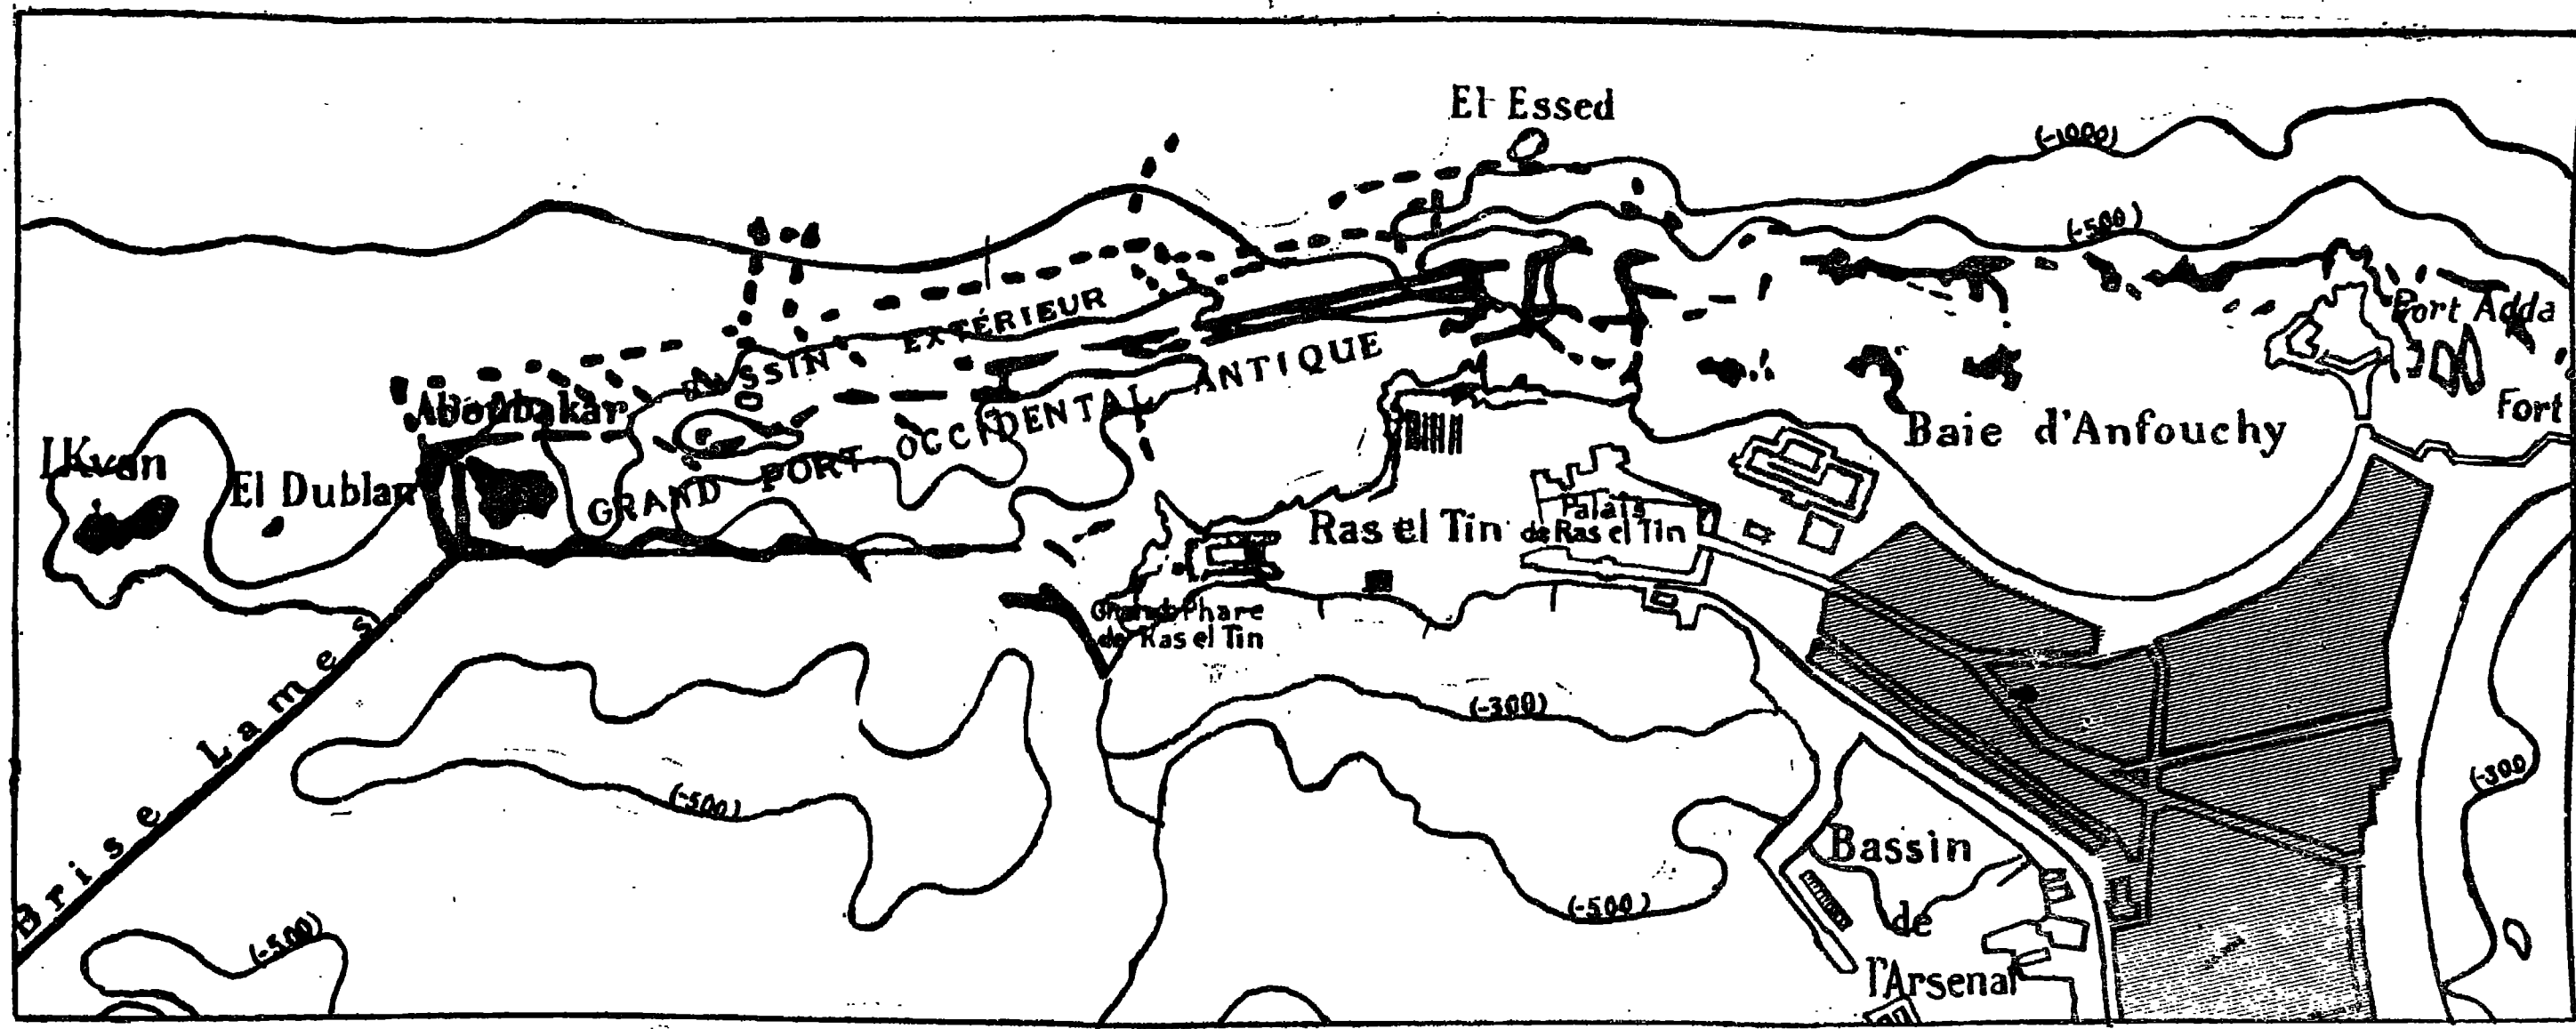 El Essed
(-1000)
(-500)
BASSIN EXTÉRIEUR
Port Adda
Fort
Aboubakar
GRAND PORT OCCIDENTAL ANTIQUE
Baie d'Anfouchy
I Kvan
El Dublan
Ras el Tin
Palais
de Ras el Tin
Grand Phare
de Ras el Tin
Brise Lames
(-300)
(-300
(-500)
(-500)
(-500)
Bassin
de
l'Arsenal